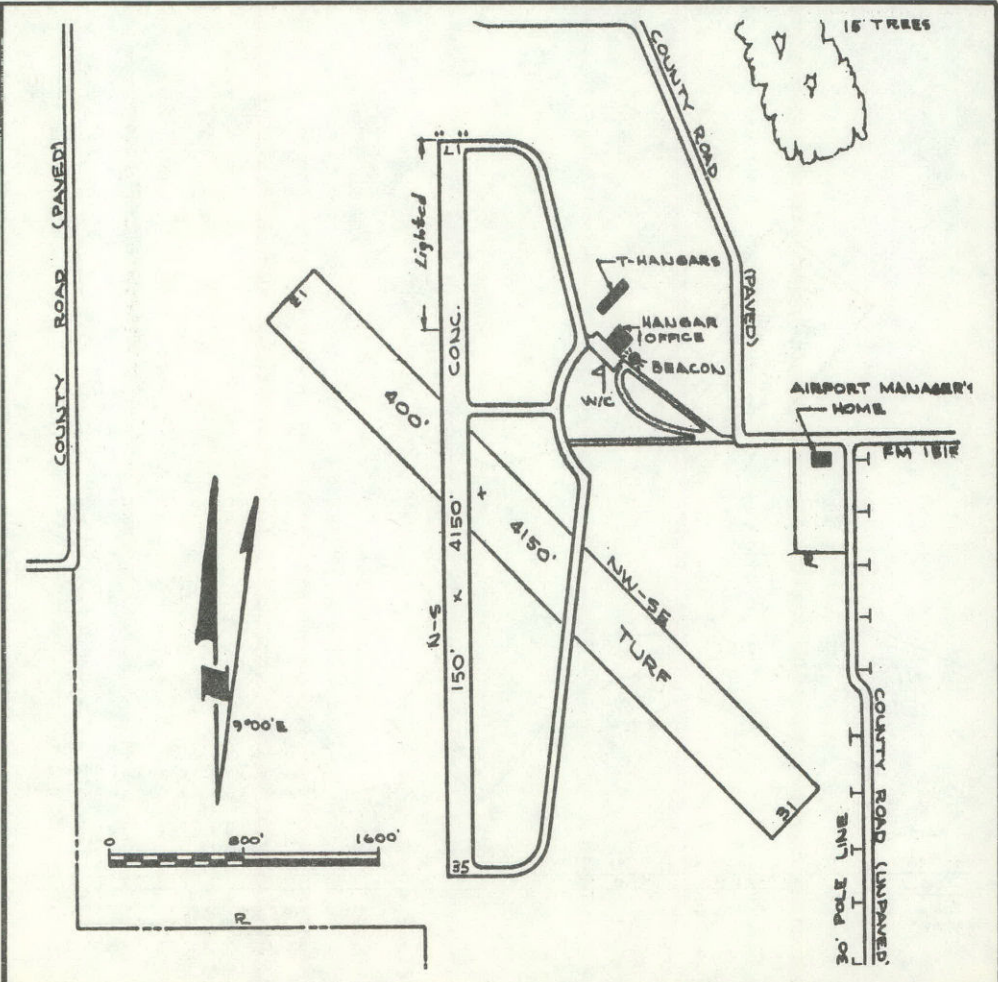 15' TREES
COUNTY ROAD
(PAVED)
COUNTY ROAD (PAVED)
17
Lighted
T-HANGARS
HANGAR
OFFICE
BEACON
W/C
AIRPORT MANAGER'S
HOME
FM 1818
13
CONC.
400'
4150'
NW-SE
TURF
N-S
150' x 4150'
N
9°00'E
31
35
0 800' 1600'
P
30' POLE LINE
COUNTY ROAD (UNPAVED)